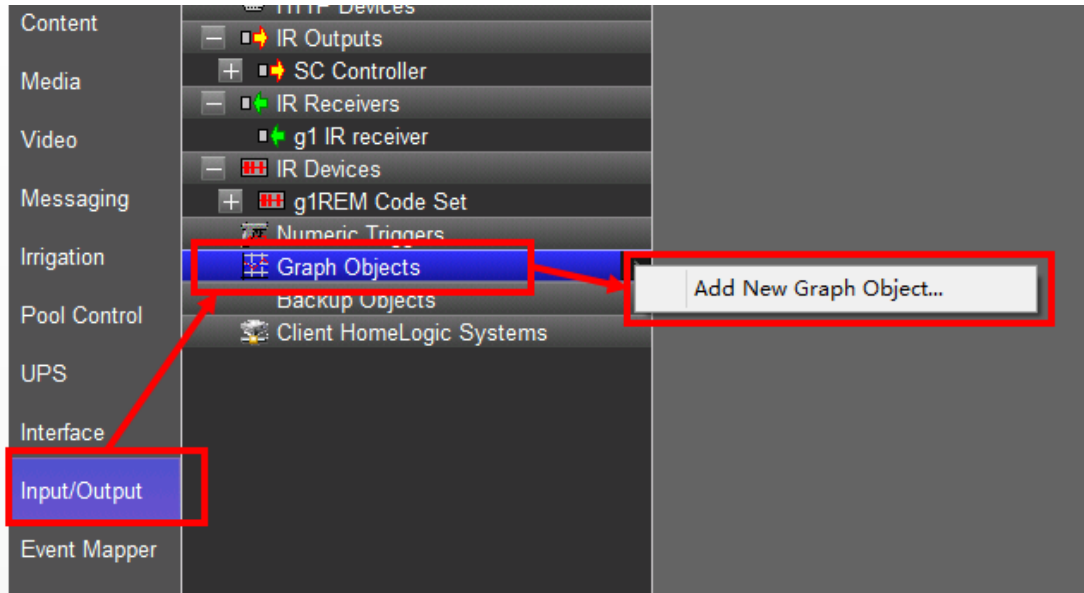 Content
Media
Video
Messaging
Irrigation
Pool Control
UPS
Interface
Input/Output
Event Mapper
HTTP Devices
IR Outputs
SC Controller
IR Receivers
g1 IR receiver
IR Devices
g1REM Code Set
Numeric Triggers
Graph Objects
Backup Objects
Client HomeLogic Systems
Add New Graph Object...